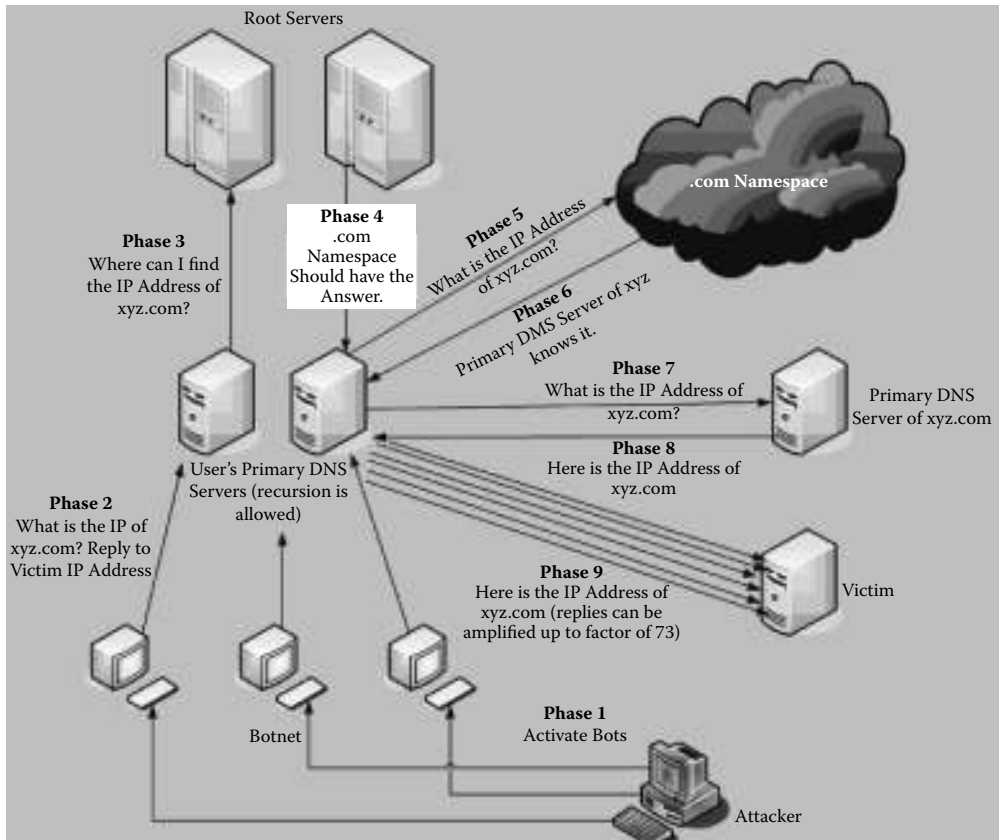 Root Servers
.com Namespace
Phase 3
Where can I find
the IP Address of
xyz.com?
Phase 4
.com
Namespace
Should have the
Answer.
Phase 5
What is the IP Address
of xyz.com?
Phase 6
Primary DMS Server of xyz
knows it.
Phase 7
What is the IP Address of
xyz.com?
Primary DNS
Server of xyz.com
Phase 8
Here is the IP Address of
xyz.com
User's Primary DNS
Servers (recursion is
allowed)
Phase 2
What is the IP of
xyz.com? Reply to
Victim IP Address
Phase 9
Here is the IP Address of
xyz.com (replies can be
amplified up to factor of 73)
Victim
Phase 1
Activate Bots
Botnet
Attacker